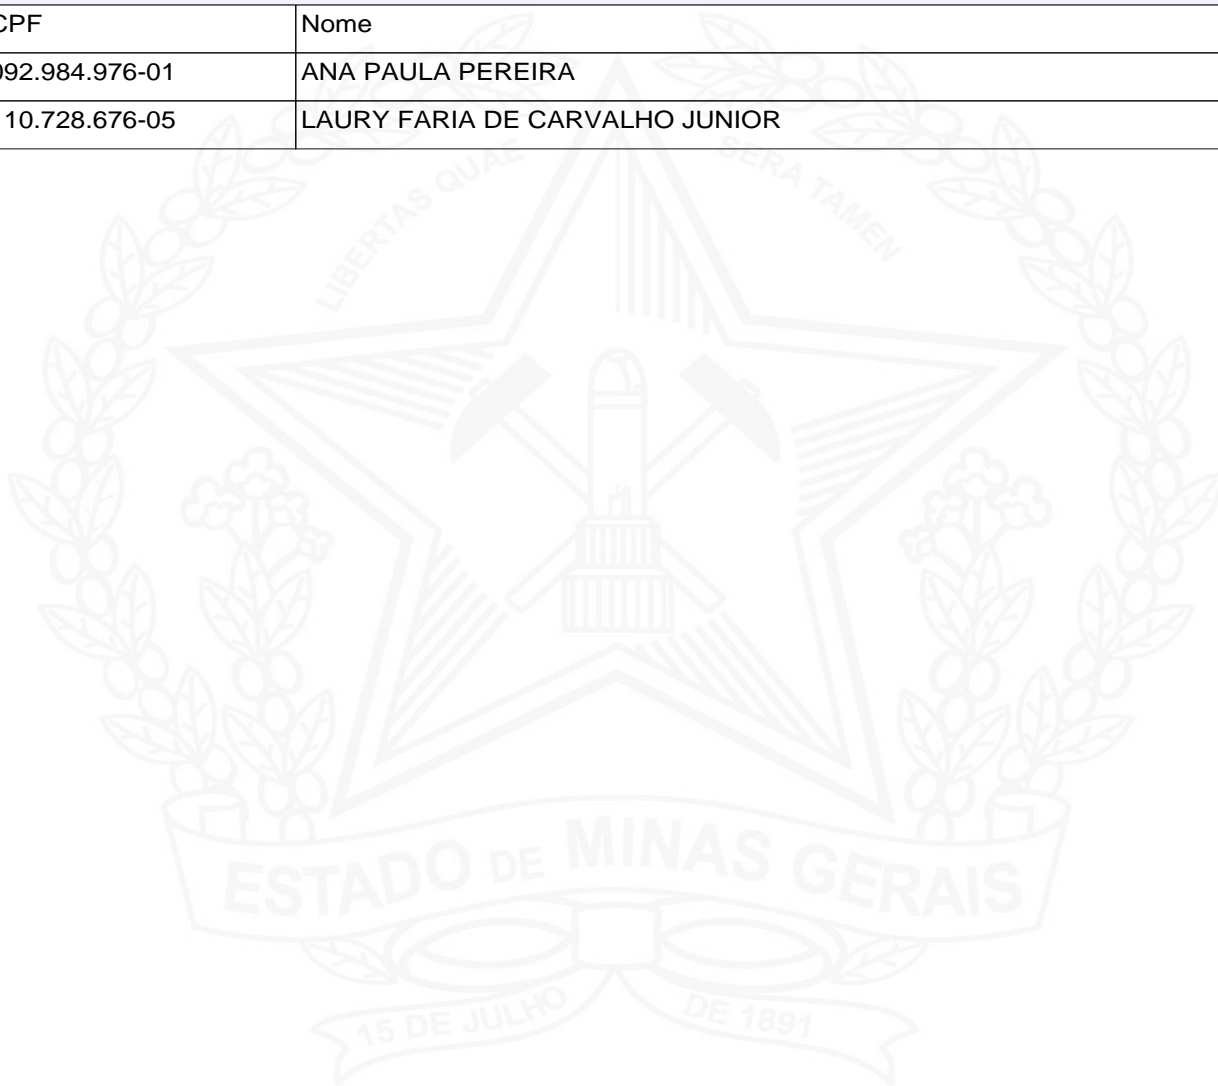 CPF Nome
092.984.976-01 ANA PAULA PEREIRA
10.728.676-05 LAURY FARIA DE CARVALHO JUNIOR
LIBERTAS QUAE SERA TAMEN
ESTADO DE MINAS GERAIS
15 DE JULHO DE 1891